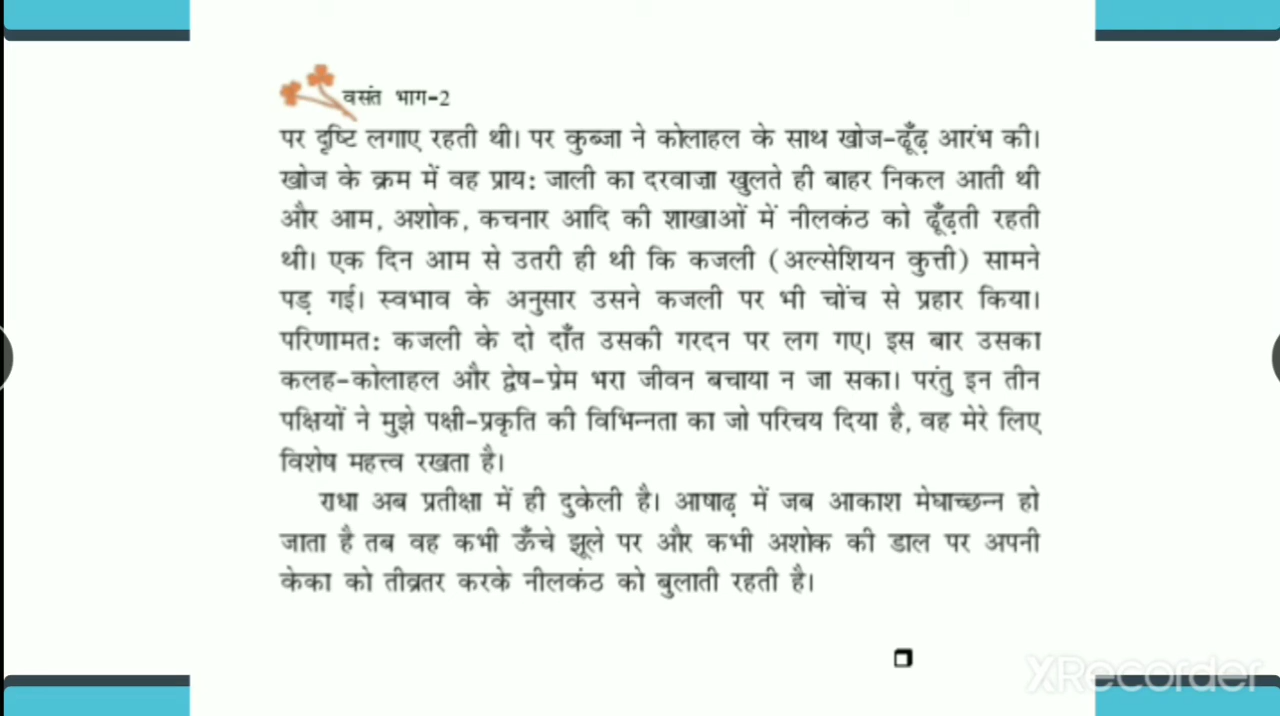 वसंत भाग-2
पर दृष्टि लगाए रहती थी। पर कुब्जा ने कोलाहल के साथ खोज-ढूँढ़ आरंभ की।
खोज के क्रम में वह प्राय: जाली का दरवाज़ा खुलते ही बाहर निकल आती थी
और आम, अशोक, कचनार आदि की शाखाओं में नीलकंठ को ढूँढ़ती रहती
थी। एक दिन आम से उतरी ही थी कि कजली (अल्सेशियन कुत्ती) सामने
पड़ गई। स्वभाव के अनुसार उसने कजली पर भी चोंच से प्रहार किया।
परिणामत: कजली के दो दाँत उसकी गरदन पर लग गए। इस बार उसका
कलह-कोलाहल और द्वेष-प्रेम भरा जीवन बचाया न जा सका। परंतु इन तीन
पक्षियों ने मुझे पक्षी-प्रकृति की विभिन्नता का जो परिचय दिया है, वह मेरे लिए
विशेष महत्त्व रखता है।
राधा अब प्रतीक्षा में ही दुकेली है। आषाढ़ में जब आकाश मेघाच्छन्न हो
जाता है तब वह कभी ऊँचे झूले पर और कभी अशोक की डाल पर अपनी
केका को तीव्रतर करके नीलकंठ को बुलाती रहती है।
XRecorder